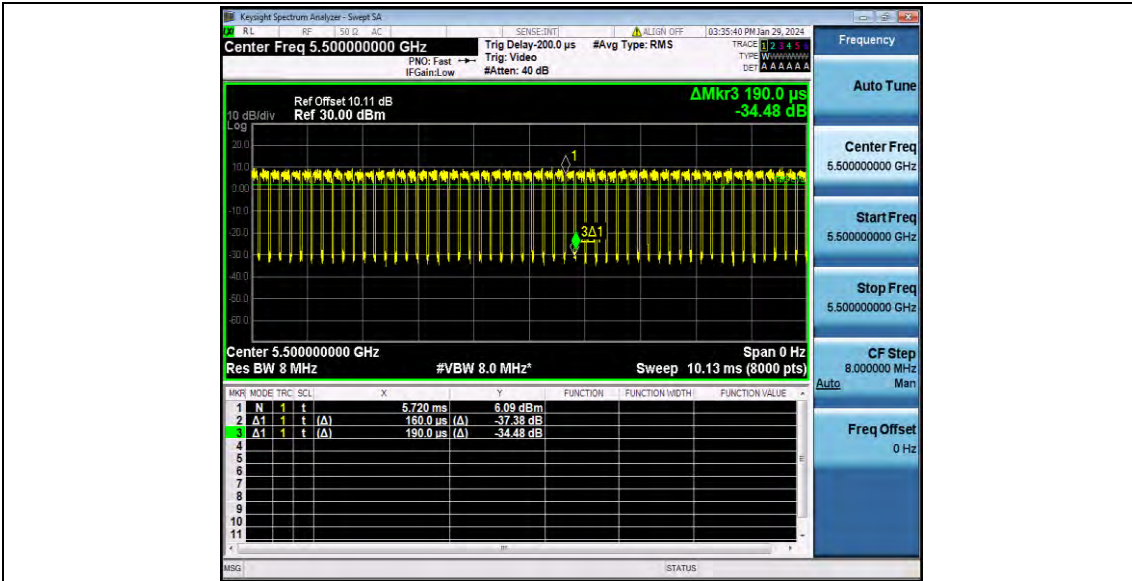 Keysight Spectrum Analyzer - Swept SA
RL RF 50 Ω AC SENSE:INT ALIGN OFF 03:35:40 PM Jan 29, 2024
Center Freq 5.500000000 GHz
PNO: Fast
IFGain:Low
Trig Delay-200.0 µs
Trig: Video
#Atten: 40 dB
#Avg Type: RMS
TRACE 1 2 3 4 5 6
TYPE WWWWWW
DET A A A A A A
Frequency
Auto Tune
Center Freq
5.500000000 GHz
Start Freq
5.500000000 GHz
Stop Freq
5.500000000 GHz
CF Step
8.000000 MHz
Auto Man
Freq Offset
0 Hz
ΔMkr3 190.0 µs
-34.48 dB
Ref Offset 10.11 dB
10 dB/div Ref 30.00 dBm
Log
20.0
10.0
0.00
-10.0
-20.0
-30.0
-40.0
-50.0
-60.0
1
3Δ1
Center 5.500000000 GHz Span 0 Hz
Res BW 8 MHz #VBW 8.0 MHz* Sweep 10.13 ms (8000 pts)
MKR MODE TRC SCL X Y FUNCTION FUNCTION WIDTH FUNCTION VALUE
1 N 1 t 5.720 ms 6.09 dBm
2 Δ1 1 t (Δ) 160.0 µs (Δ) -37.38 dB
3 Δ1 1 t (Δ) 190.0 µs (Δ) -34.48 dB
4
5
6
7
8
9
10
11
MSG STATUS